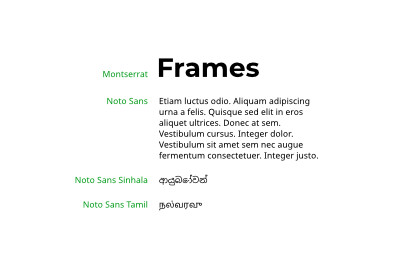 Montserrat Frames
Noto Sans Etiam luctus odio. Aliquam adipiscing
urna a felis. Quisque sed elit in eros
aliquet ultrices. Donec at sem.
Vestibulum cursus. Integer dolor.
Vestibulum sit amet sem nec augue
fermentum consectetuer. Integer justo.
Noto Sans Sinhala ආයුබෝවන්
Noto Sans Tamil நல்வரவு